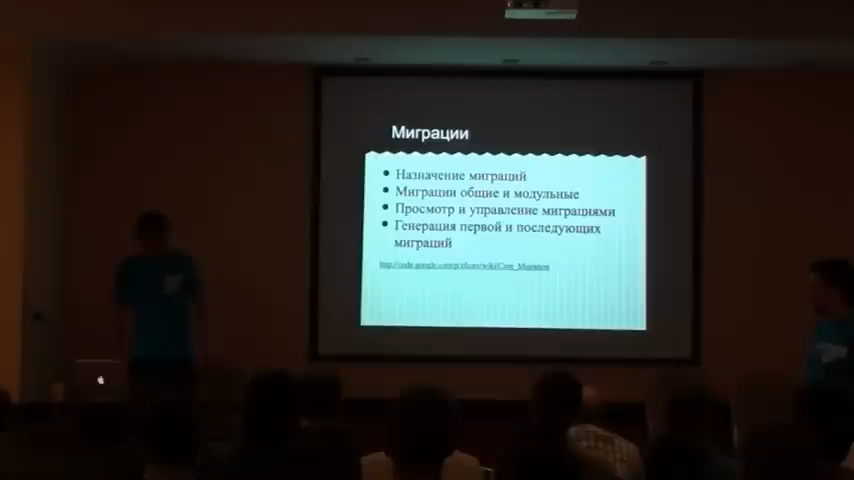 Миграции
Назначение миграций
Миграции общие и модульные
Просмотр и управление миграциями
Генерация первой и последующих
миграций